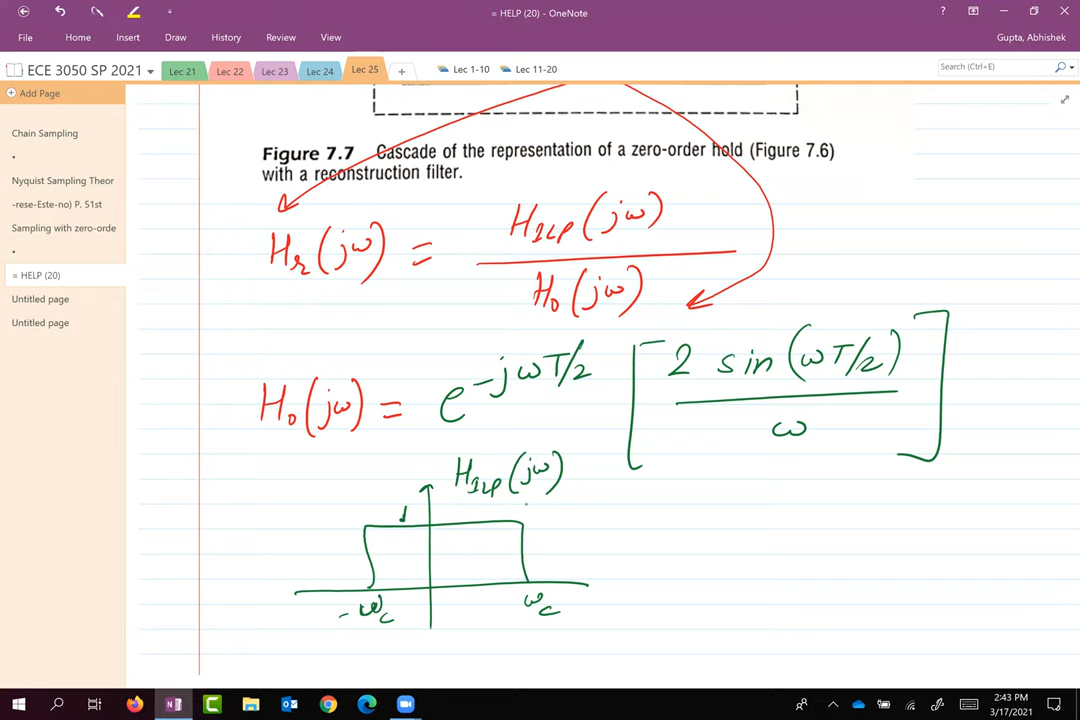 = HELP (20) - OneNote
File Home Insert Draw History Review View
Gupta, Abhishek
ECE 3050 SP 2021 Lec 21 Lec 22 Lec 23 Lec 24 Lec 25 Lec 1-10 Lec 11-20
Search (Ctrl+E)
Add Page
Chain Sampling
Nyquist Sampling Theor
-rese-Este-no) P. 51st
Sampling with zero-orde
= HELP (20)
Untitled page
Untitled page
Figure 7.7 Cascade of the representation of a zero-order hold (Figure 7.6)
with a reconstruction filter.
H_r(jω) = H_ILP(jω) / H_0(jω)
H_0(jω) = e^{-jωT/2} [ 2 sin(ωT/2) / ω ]
H_ILP(jω)
1
-ω_c ω_c
2:43 PM
3/17/2021